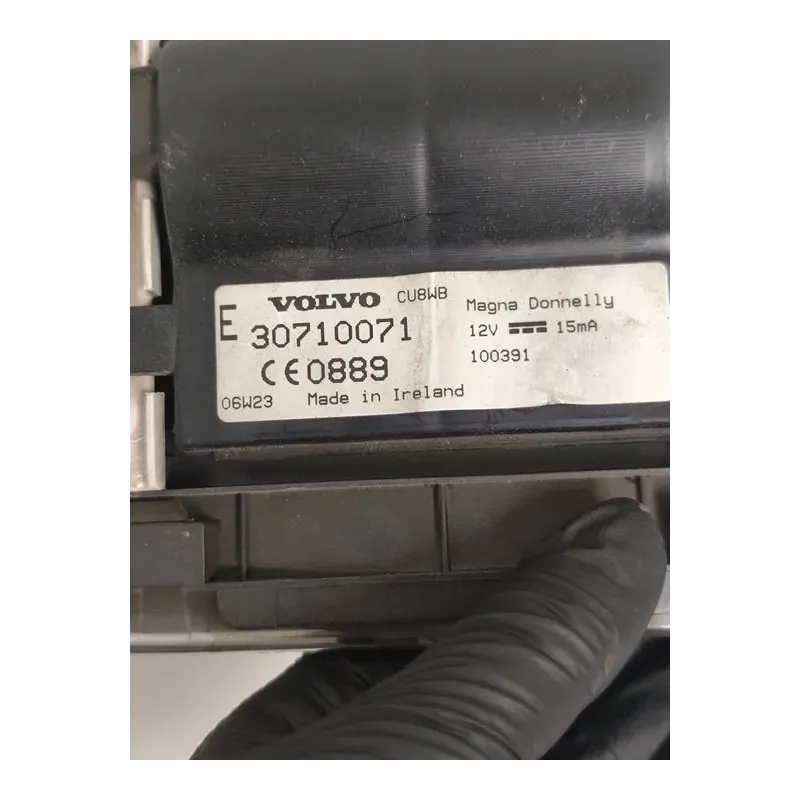 VOLVO CU8WB Magna Donnelly
E 30710071 12V 15mA
CE0889 100391
06W23 Made in Ireland